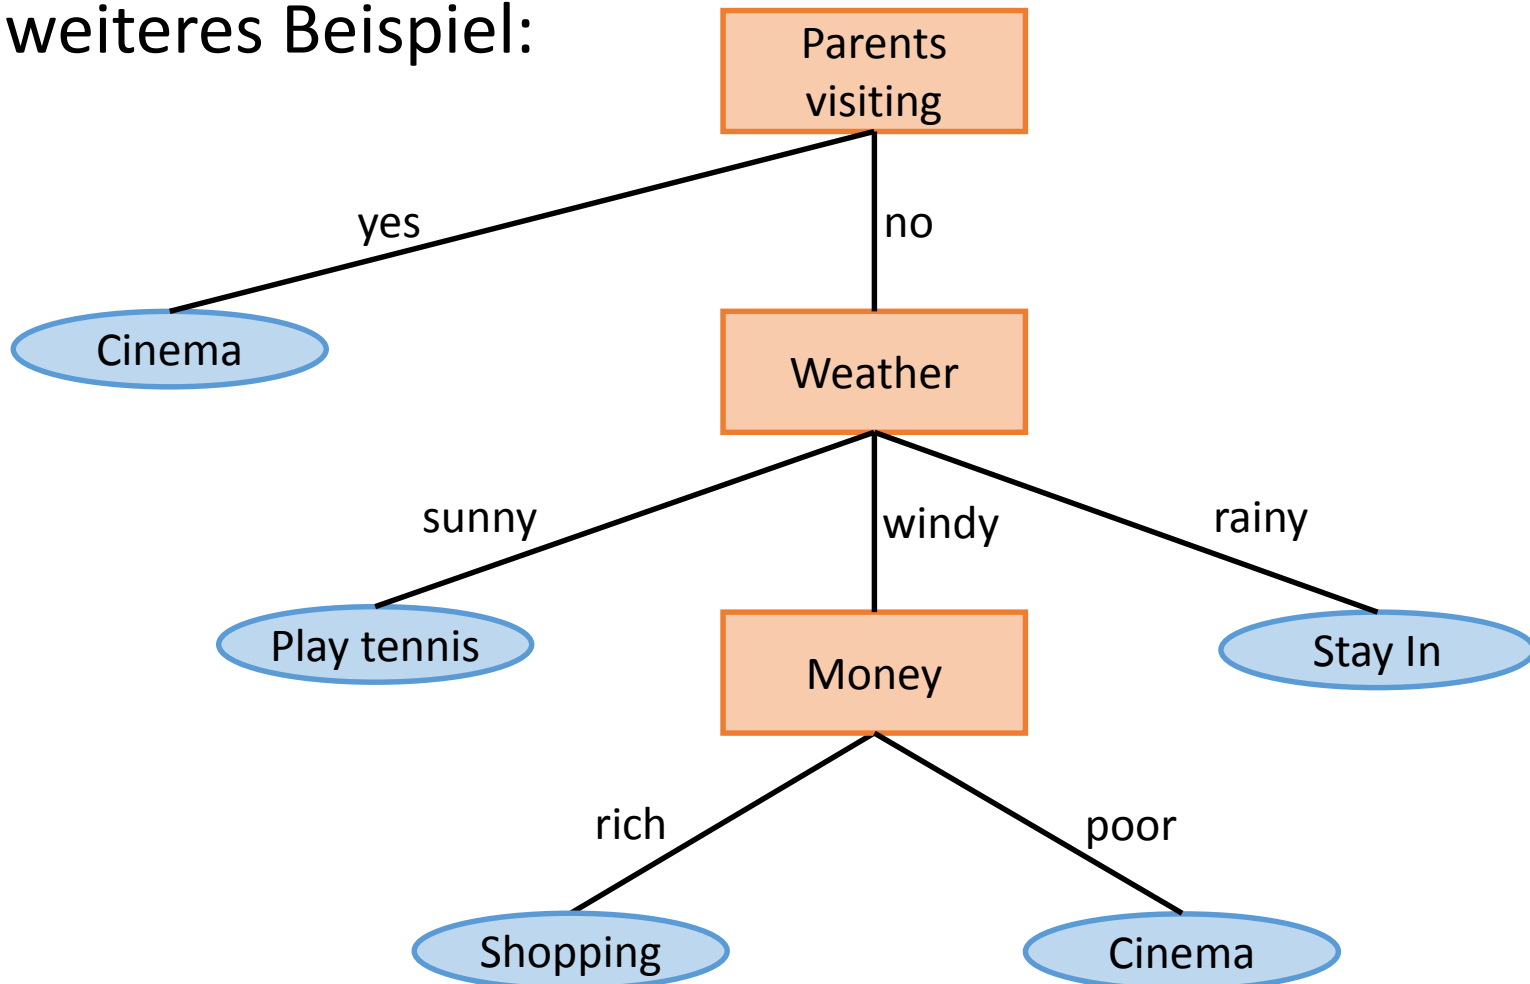 weiteres Beispiel:
Parents
visiting
yes
no
Cinema
Weather
sunny
windy
rainy
Play tennis
Money
Stay In
rich
poor
Shopping
Cinema